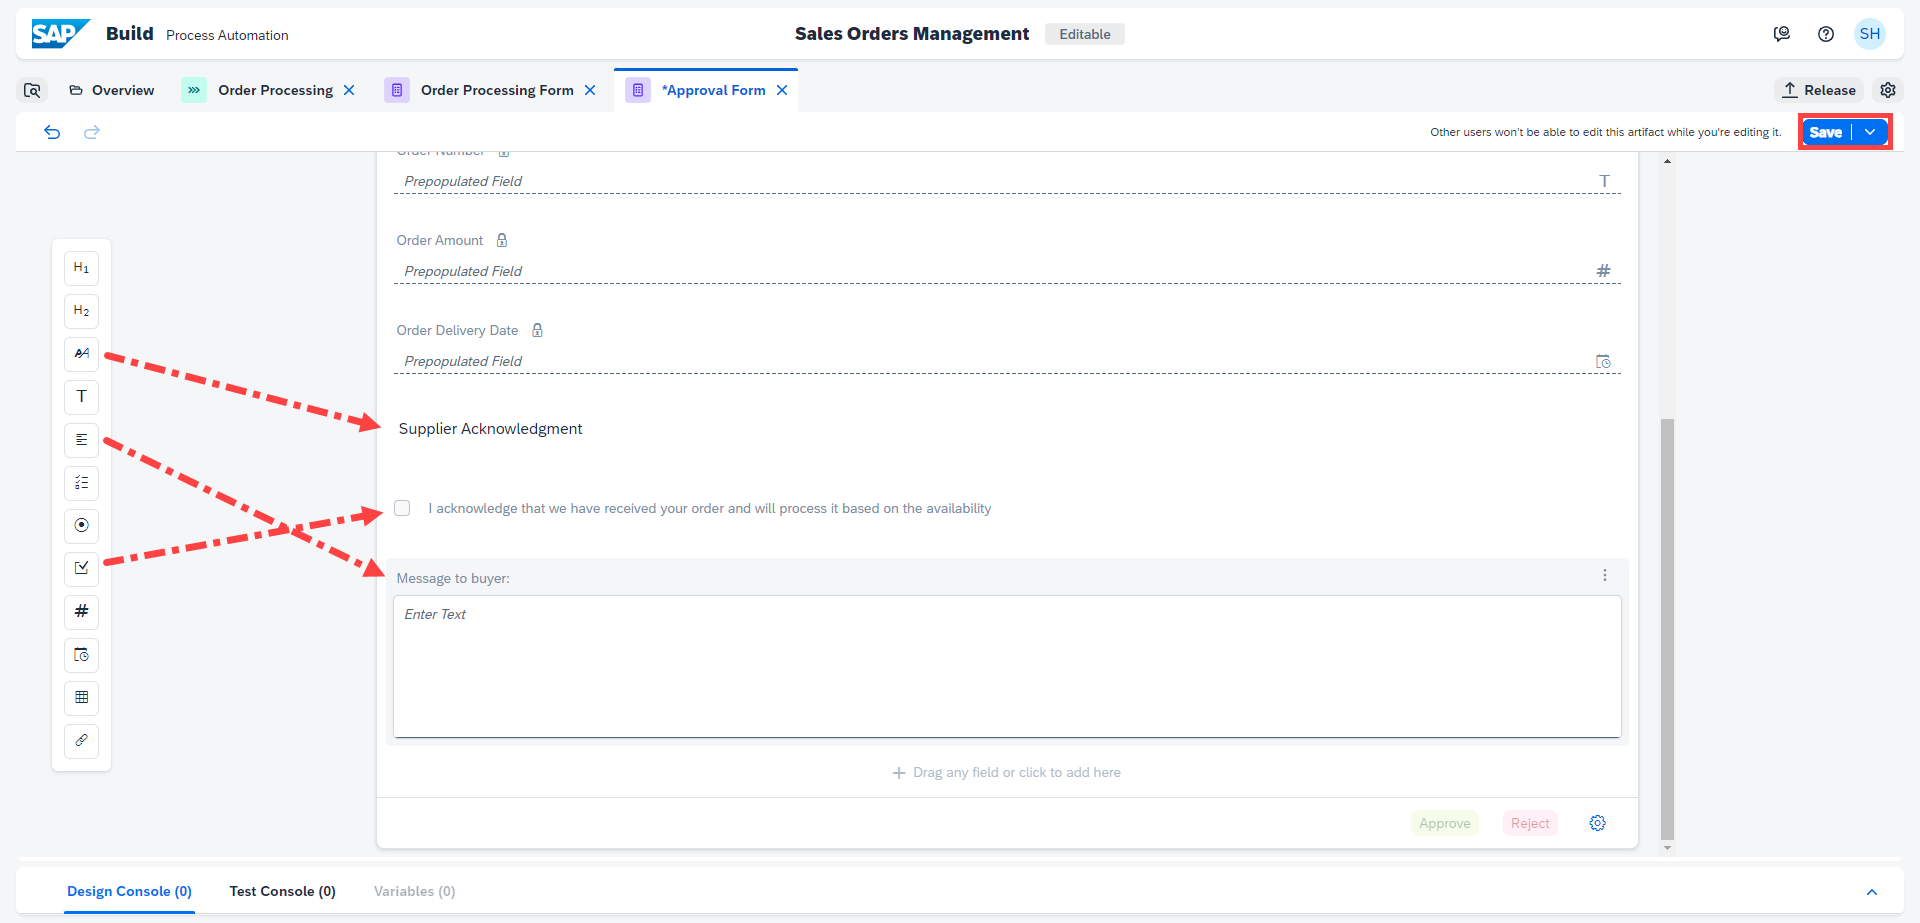 SAP Build Process Automation
Sales Orders Management Editable
SH
Overview
Order Processing
Order Processing Form
*Approval Form
Release
Other users won't be able to edit this artifact while you're editing it.
Save
Order Number
Prepopulated Field
T
Order Amount
Prepopulated Field
#
Order Delivery Date
Prepopulated Field
H1
H2
AA
T
#
Supplier Acknowledgment
I acknowledge that we have received your order and will process it based on the availability
Message to buyer:
Enter Text
Drag any field or click to add here
Approve
Reject
Design Console (0)
Test Console (0)
Variables (0)